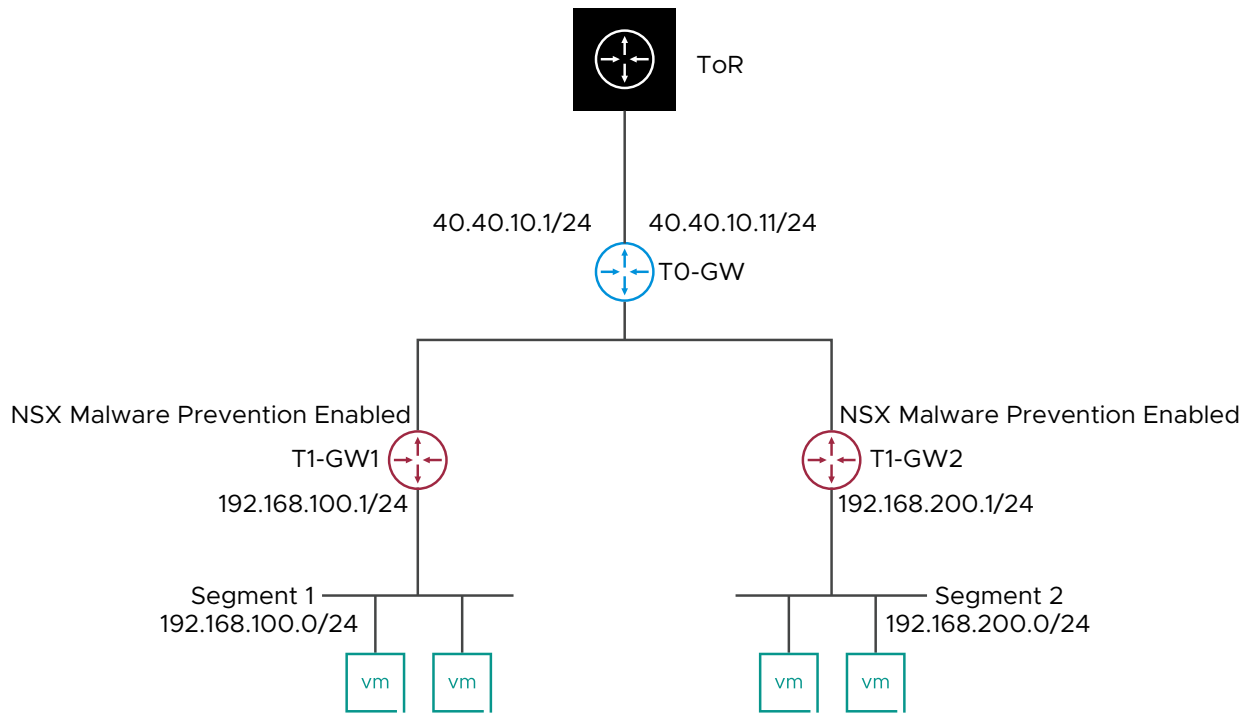 ToR
40.40.10.1/24
40.40.10.11/24
T0-GW
NSX Malware Prevention Enabled
NSX Malware Prevention Enabled
T1-GW1
T1-GW2
192.168.100.1/24
192.168.200.1/24
Segment 1
Segment 2
192.168.100.0/24
192.168.200.0/24
vm
vm
vm
vm